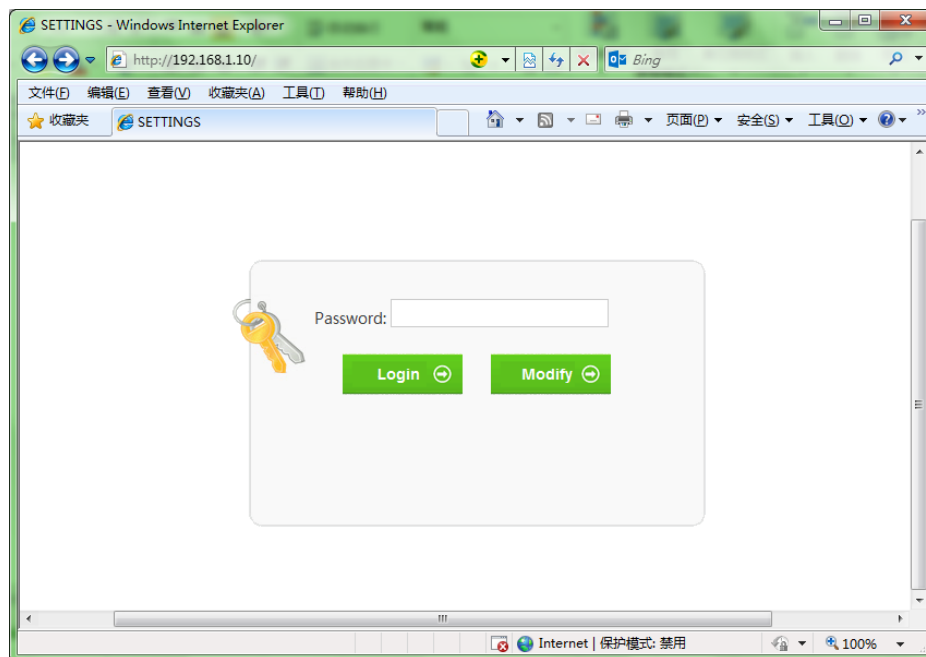 SETTINGS - Windows Internet Explorer
http://192.168.1.10/
Bing
文件(F) 编辑(E) 查看(V) 收藏夹(A) 工具(T) 帮助(H)
收藏夹 SETTINGS 页面(P) 安全(S) 工具(O)
Password:
Login Modify
Internet | 保护模式: 禁用 100%